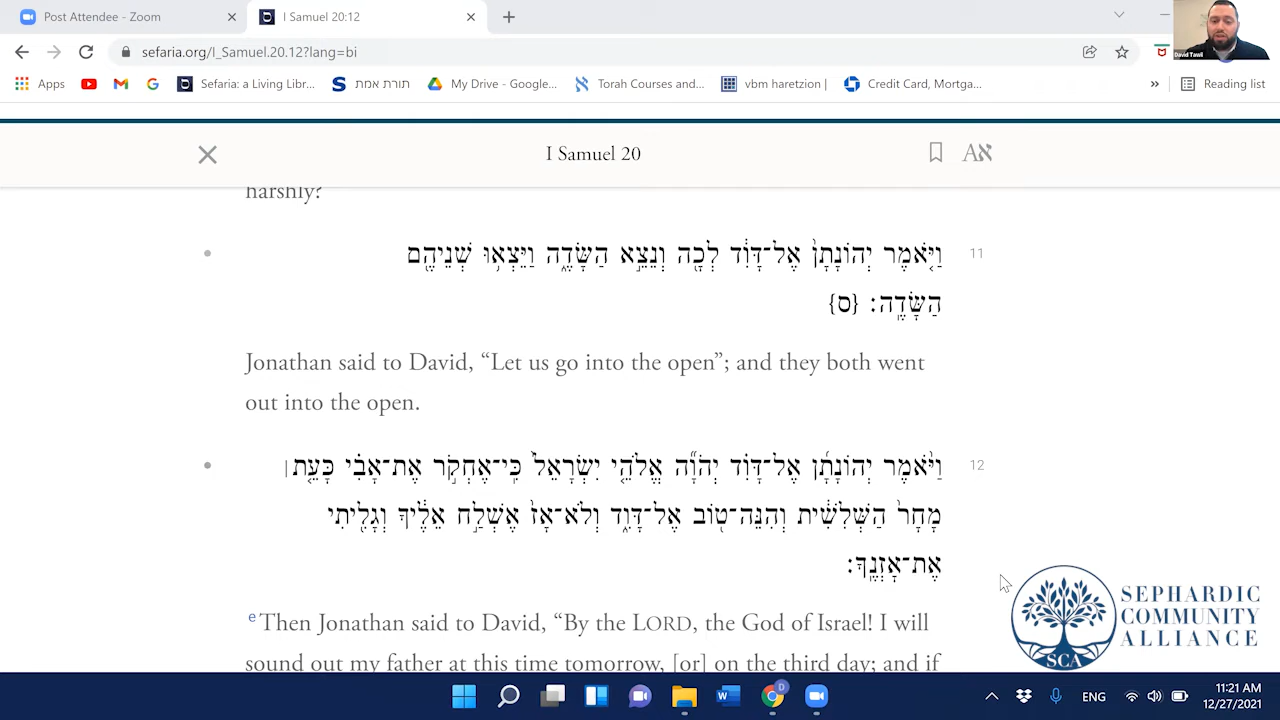 Post Attendee - Zoom
I Samuel 20:12
sefaria.org/I_Samuel.20.12?lang=bi
Apps
Sefaria: a Living Libr...
תורת אמת
My Drive - Google...
Torah Courses and...
vbm haretzion |
Credit Card, Mortga...
»
Reading list
David Tawil
I Samuel 20
harshly?
11
וַיֹּ֤אמֶר יְהוֹנָתָן֙ אֶל־דָּוִ֔ד לְכָ֖ה וְנֵצֵ֣א הַשָּׂדֶ֑ה וַיֵּצְא֥וּ שְׁנֵיהֶ֖ם
הַשָּׂדֶֽה׃ {ס}
Jonathan said to David, “Let us go into the open”; and they both went
out into the open.
12
וַיֹּ֨אמֶר יְהוֹנָתָ֜ן אֶל־דָּוִ֗ד יְהֹוָ֞ה אֱלֹהֵ֤י יִשְׂרָאֵל֙ כִּֽי־אֶחְקֹ֣ר אֶת־אָבִ֗י כָּעֵ֤ת ׀
מָחָר֙ הַשְּׁלִשִׁ֔ית וְהִנֵּה־ט֖וֹב אֶל־דָּוִ֑ד וְלֹא־אָז֙ אֶשְׁלַ֣ח אֵלֶ֔יךָ וְגָלִ֖יתִי
אֶת־אׇזְנֶֽךָ׃
e Then Jonathan said to David, “By the LORD, the God of Israel! I will
sound out my father at this time tomorrow, [or] on the third day; and if
SEPHARDIC
COMMUNITY
ALLIANCE
SCA
ENG
11:21 AM
12/27/2021